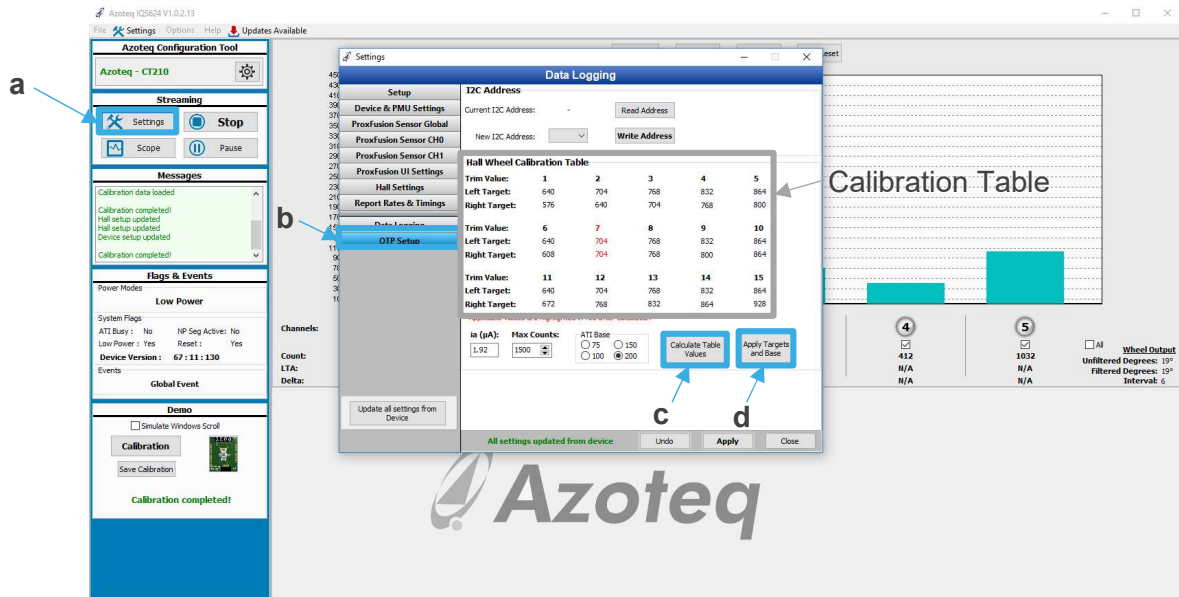 Azoteq IQS624 V1.0.2.13
File Settings Options Help Updates Available
Azoteq Configuration Tool
Azoteq - CT210
a
Streaming
Settings Stop
Scope Pause
Messages
Calibration data loaded
Calibration completed!
Hall setup updated
Hall setup updated
Device setup updated
Calibration completed!
Flags & Events
Power Modes
Low Power
System Flags
ATI Busy : No NP Seg Active: No
Low Power : Yes Reset : Yes
Device Version : 67 : 11 : 130
Events
Global Event
Demo
Simulate Windows Scroll
Calibration
Save Calibration
Calibration completed!
Settings
Data Logging
Setup
Device & PMU Settings
ProxFusion Sensor Global
ProxFusion Sensor CH0
ProxFusion Sensor CH1
ProxFusion UI Settings
Hall Settings
Report Rates & Timings
Data Logging
b
OTP Setup
Update all settings from
Device
I2C Address
Current I2C Address: - Read Address
New I2C Address: Write Address
Hall Wheel Calibration Table
Trim Value: 1 2 3 4 5
Left Target: 640 704 768 832 864
Right Target: 576 640 704 768 800
Trim Value: 6 7 8 9 10
Left Target: 640 704 768 832 864
Right Target: 608 704 768 800 864
Trim Value: 11 12 13 14 15
Left Target: 640 704 768 832 864
Right Target: 672 768 832 864 928
Calibration Table
ia (µA): Max Counts: ATI Base
1.92 1500 75 150
100 200
Calculate Table
Values
Apply Targets
and Base
c d
All settings updated from device Undo Apply Close
Channels: 4 5
Count: 412 1032
LTA: N/A N/A
Delta: N/A N/A
All Wheel Output
Unfiltered Degrees: 19°
Filtered Degrees: 19°
Interval: 6
Azoteq